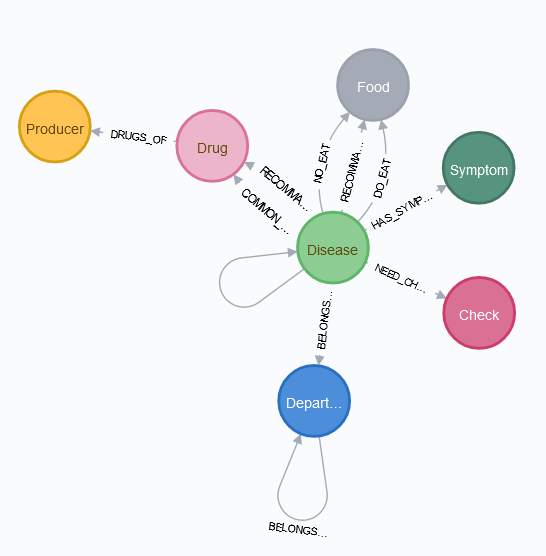 Food
Producer
DRUGS_OF
Drug
NO_EAT
RECOMMA...
DO_EAT
Symptom
RECOMMA...
COMMON_...
HAS_SYMP...
Disease
NEED_CH...
Check
BELONGS...
Depart...
BELONGS...